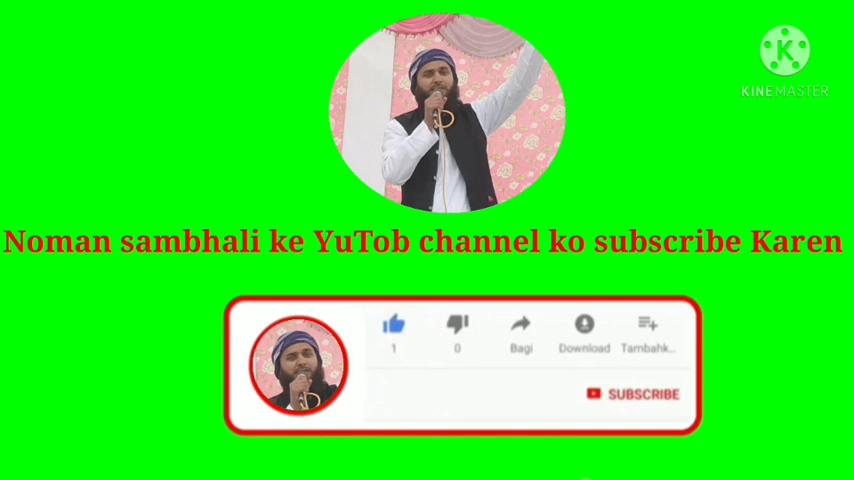 KINEMASTER
Noman sambhali ke YuTob channel ko subscribe Karen
1 0 Bagi Download Tambahk...
SUBSCRIBE